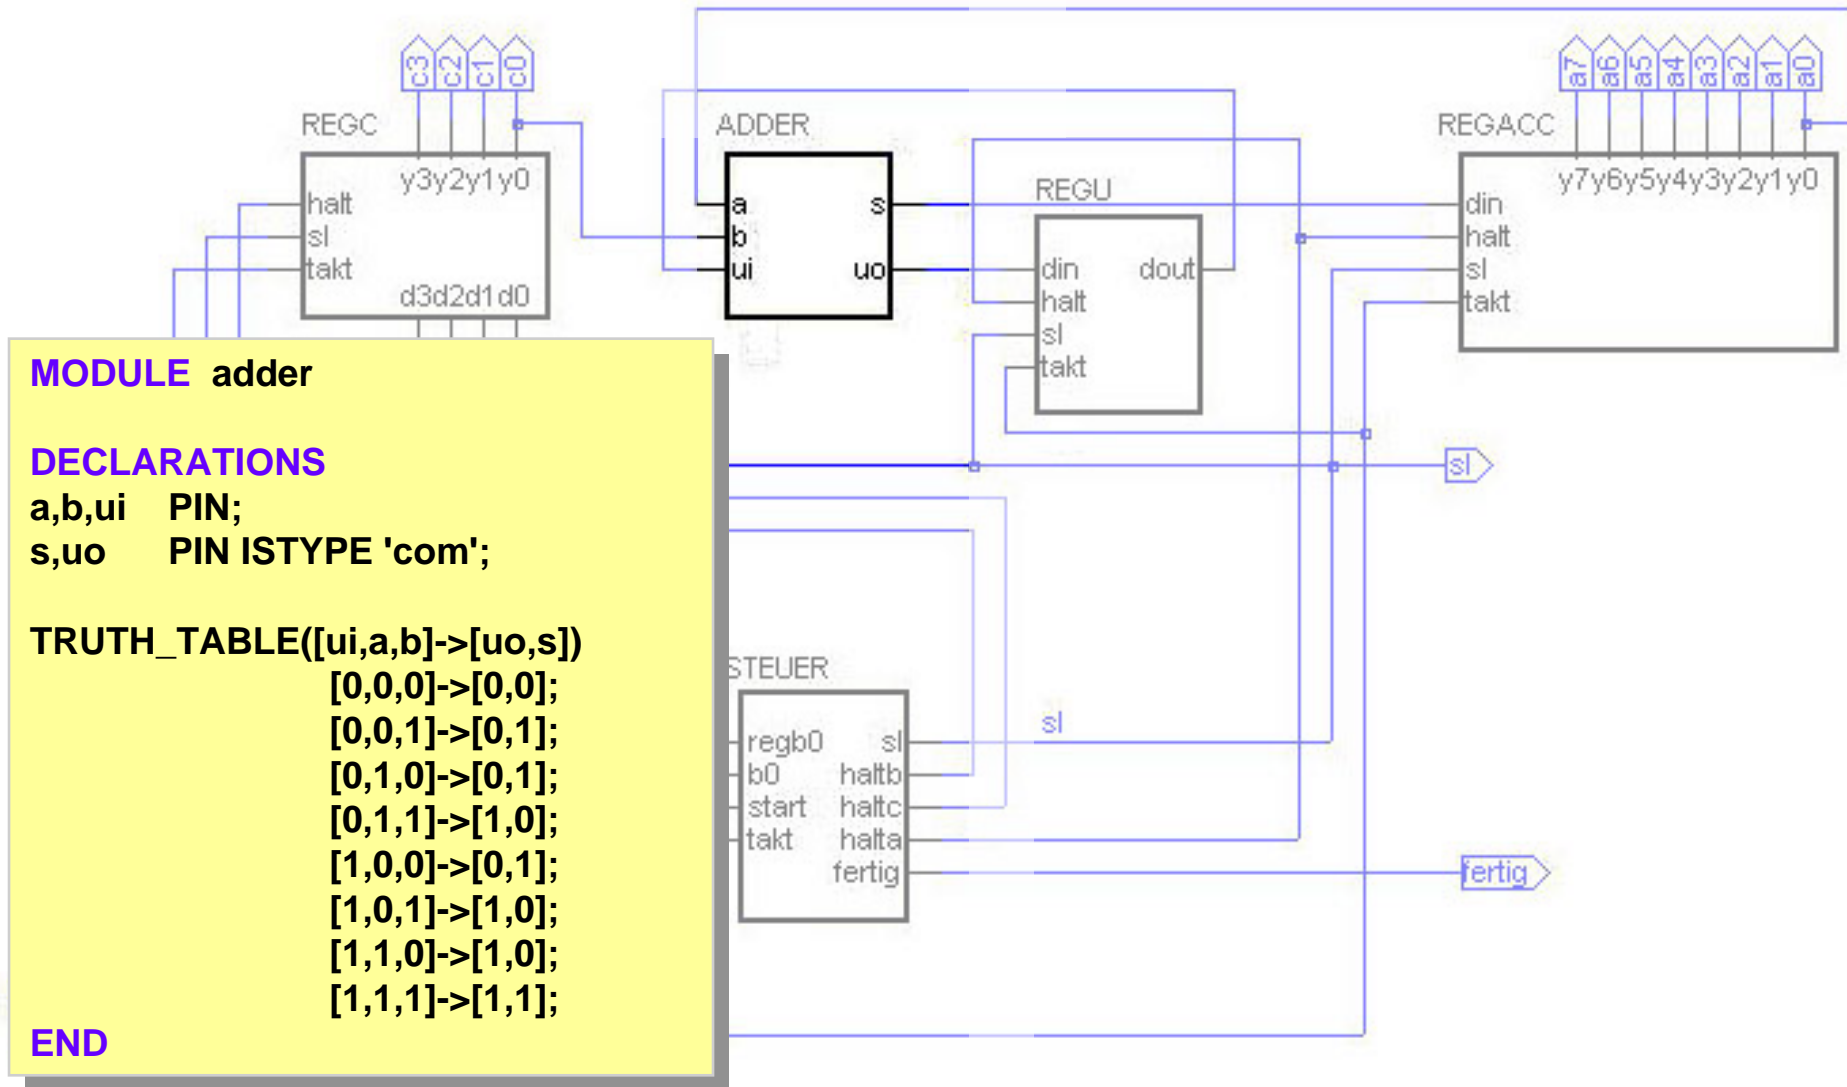 c3 c2 c1 c0
a7 a6 a5 a4 a3 a2 a1 a0
REGC
y3y2y1y0
halt
sl
takt
d3d2d1d0
ADDER
a s
b
ui uo
REGU
din dout
halt
sl
takt
REGACC
y7y6y5y4y3y2y1y0
din
halt
sl
takt
sl
MODULE adder
DECLARATIONS
a,b,ui PIN;
s,uo PIN ISTYPE 'com';
TRUTH_TABLE([ui,a,b]->[uo,s])
[0,0,0]->[0,0];
[0,0,1]->[0,1];
[0,1,0]->[0,1];
[0,1,1]->[1,0];
[1,0,0]->[0,1];
[1,0,1]->[1,0];
[1,1,0]->[1,0];
[1,1,1]->[1,1];
END
STEUER
regb0 sl
b0 haltb
start haltc
takt halta
fertig
sl
fertig